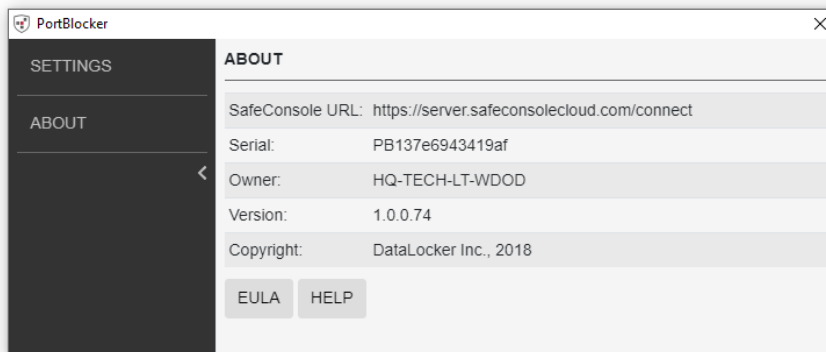 PortBlocker
SETTINGS
ABOUT
ABOUT
SafeConsole URL: https://server.safeconsolecloud.com/connect
Serial: PB137e6943419af
Owner: HQ-TECH-LT-WDOD
Version: 1.0.0.74
Copyright: DataLocker Inc., 2018
EULA HELP